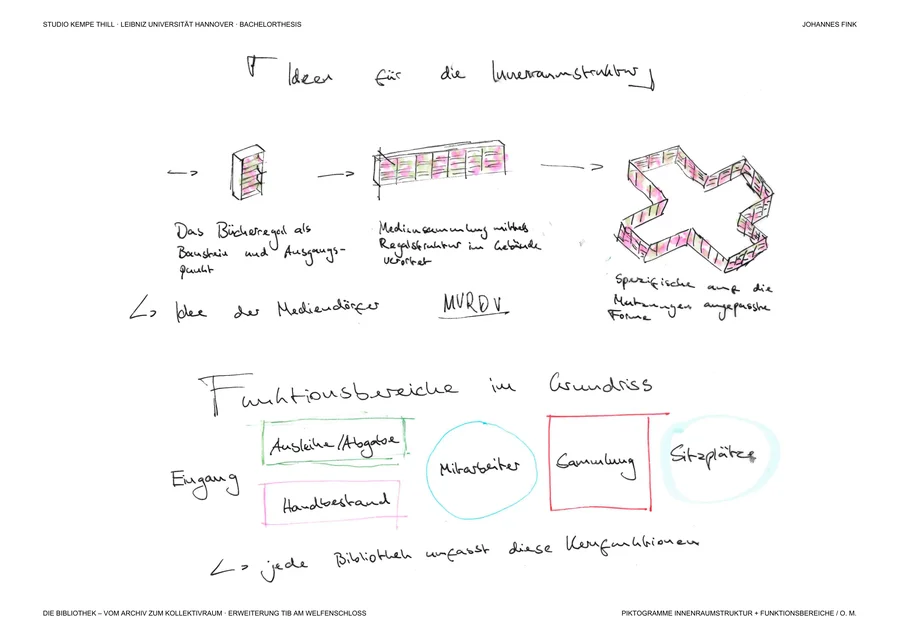 STUDIO KEMPE THILL · LEIBNIZ UNIVERSITÄT HANNOVER · BACHELORTHESIS
JOHANNES FINK
Ideen für die Innenraumstruktur
Das Bücherregal als
Baustein und Ausgangs-
punkt
Mediensammlung mittels
Regalstruktur im Gebäude
verortet
Spezifische auf die
Nutzungen angepasste
Forme
Idee der Mediendörfer MVRDV
Funktionsbereiche im Grundriss
Eingang
Ausleihe/Abgabe
Handbestand
Mitarbeiter
Sammlung
Sitzplätze
jede Bibliothek umfasst diese Kernfunktionen
DIE BIBLIOTHEK – VOM ARCHIV ZUM KOLLEKTIVRAUM · ERWEITERUNG TIB AM WELFENSCHLOSS
PIKTOGRAMME INNENRAUMSTRUKTUR + FUNKTIONSBEREICHE / O. M.